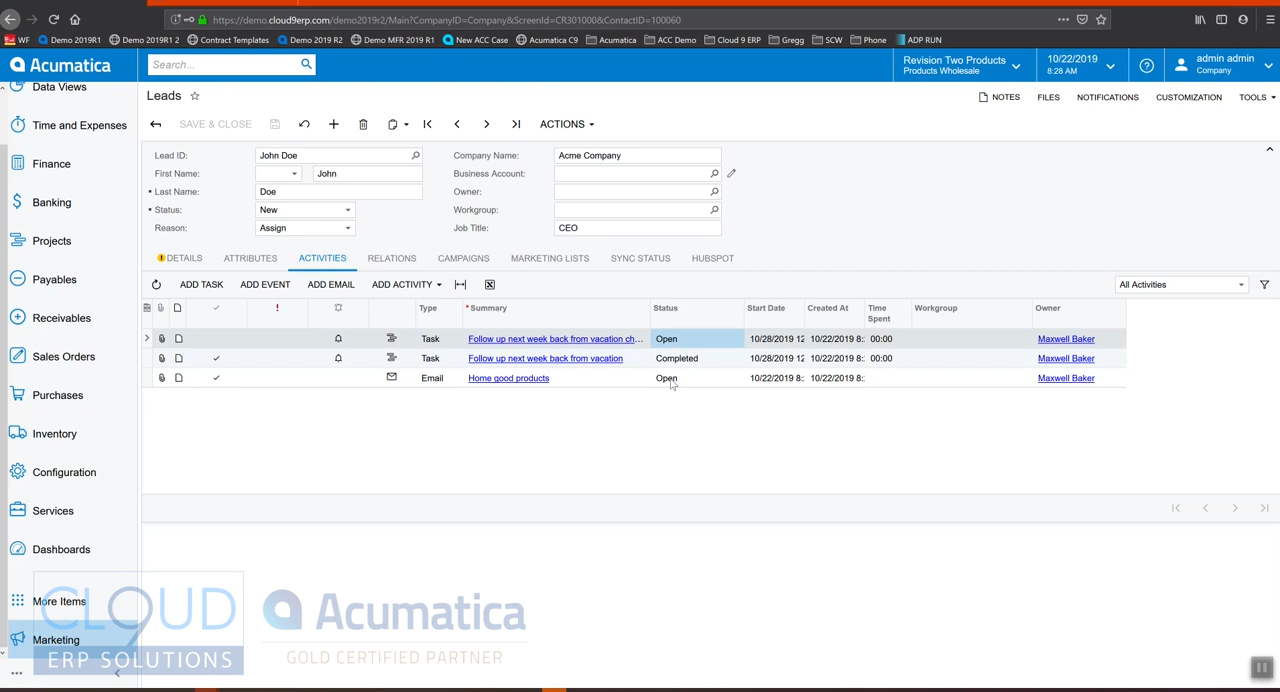 https://demo.cloud9erp.com/demo2019r2/Main?CompanyID=Company&ScreenId=CR301000&ContactID=100060
WF Demo 2019R1 Demo 2019R1 2 Contract Templates Demo 2019 R2 Demo MFR 2019 R1 New ACC Case Acumatica C9 Acumatica ACC Demo Cloud 9 ERP Gregg SCW Phone ADP RUN
Acumatica
Search...
Revision Two Products
Products Wholesale
10/22/2019
8:28 AM
admin admin
Company
Data Views
Time and Expenses
Finance
Banking
Projects
Payables
Receivables
Sales Orders
Purchases
Inventory
Configuration
Services
Dashboards
More Items
Marketing
Leads
NOTES FILES NOTIFICATIONS CUSTOMIZATION TOOLS
SAVE & CLOSE ACTIONS
Lead ID: John Doe Company Name: Acme Company
First Name: John Business Account:
Last Name: Doe Owner:
Status: New Workgroup:
Reason: Assign Job Title: CEO
DETAILS ATTRIBUTES ACTIVITIES RELATIONS CAMPAIGNS MARKETING LISTS SYNC STATUS HUBSPOT
ADD TASK ADD EVENT ADD EMAIL ADD ACTIVITY All Activities
Type *Summary Status Start Date Created At Time Spent Workgroup Owner
Task Follow up next week back from vacation ch... Open 10/28/2019 12 10/22/2019 8: 00:00 Maxwell Baker
Task Follow up next week back from vacation Completed 10/28/2019 12 10/22/2019 8: 00:00 Maxwell Baker
Email Home good products Open 10/22/2019 8: 10/22/2019 8: Maxwell Baker
CLOUD 9
ERP SOLUTIONS
Acumatica
GOLD CERTIFIED PARTNER